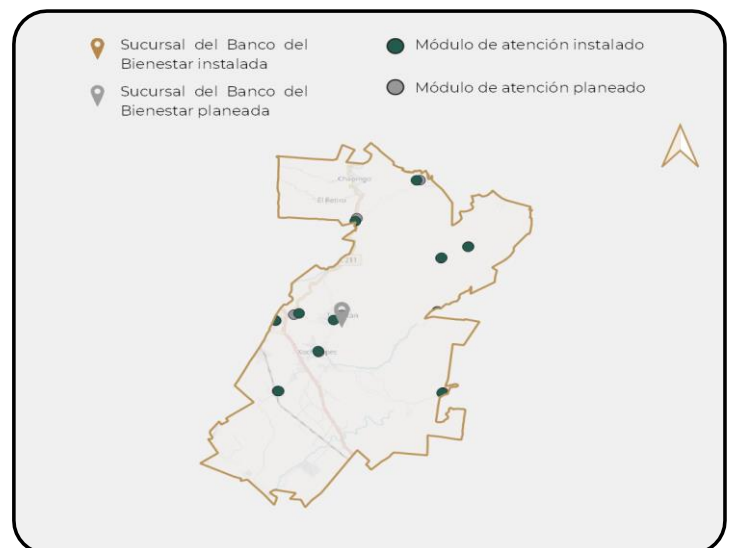 Sucursal del Banco del
Bienestar instalada
Sucursal del Banco del
Bienestar planeada
Módulo de atención instalado
Módulo de atención planeado
El Retiro